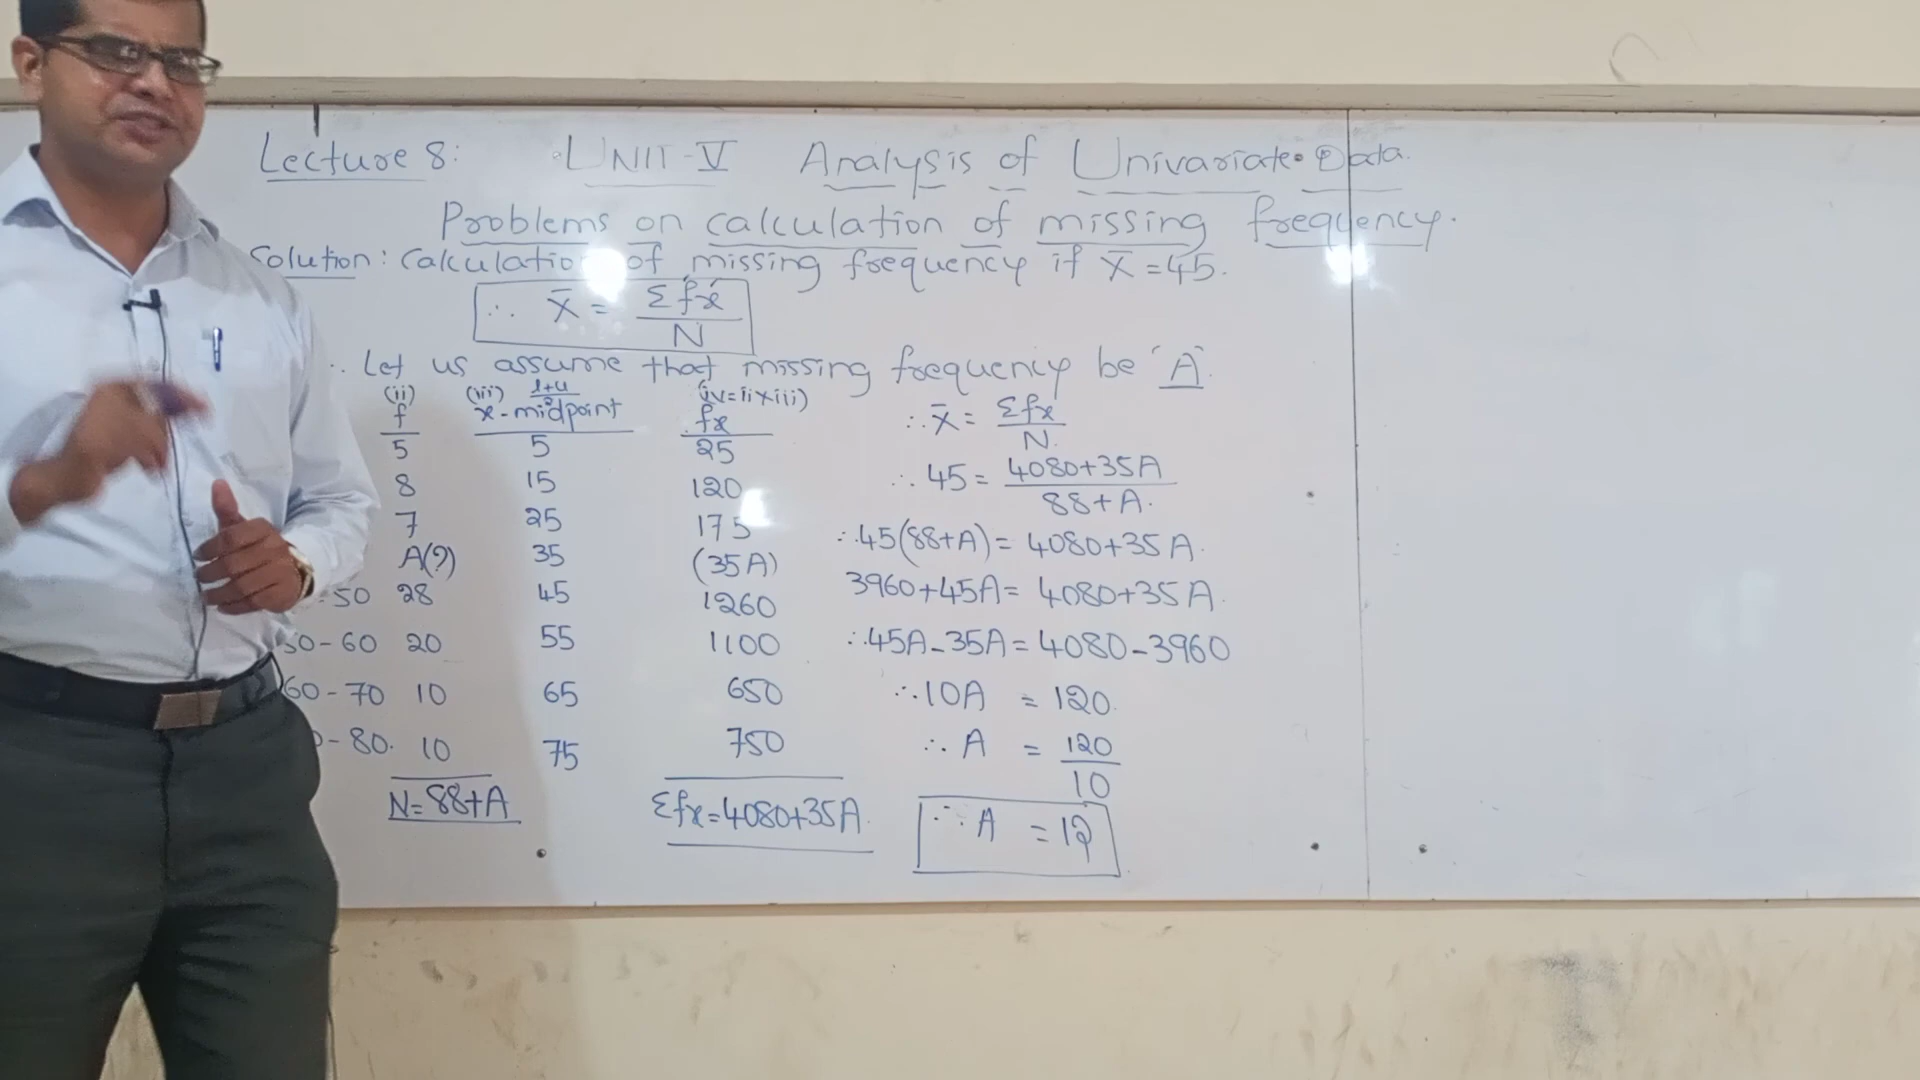 Lecture 8: UNIT-V Analysis of Univariate Data.
Problems on calculation of missing frequency.
Solution: Calculation of missing frequency if X̄ = 45.
∴ X̄ = Σfx / N
∴ Let us assume that missing frequency be 'A'.
(ii) (iii) l+u/2 (iv=ii×iii)
f x-midpoint fx
5 5 25
8 15 120
7 25 175
A(?) 35 (35A)
-50 28 45 1260
50-60 20 55 1100
60-70 10 65 650
-80. 10 75 750
N=88+A Σfx=4080+35A.
∴ X̄ = Σfx / N.
∴ 45 = 4080+35A / 88+A.
∴ 45(88+A) = 4080+35A.
3960+45A = 4080+35A.
∴ 45A-35A = 4080-3960
∴ 10A = 120.
∴ A = 120 / 10
∴ A = 12